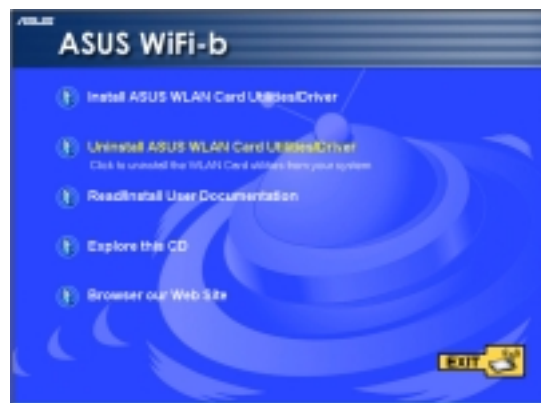 ASUS
ASUS WiFi-b
Install ASUS WLAN Card Utilities/Driver
Uninstall ASUS WLAN Card Utilities/Driver
Click to uninstall the WLAN Card utilities from your system
Read/Install User Documentation
Explore this CD
Browser our Web Site
EXIT